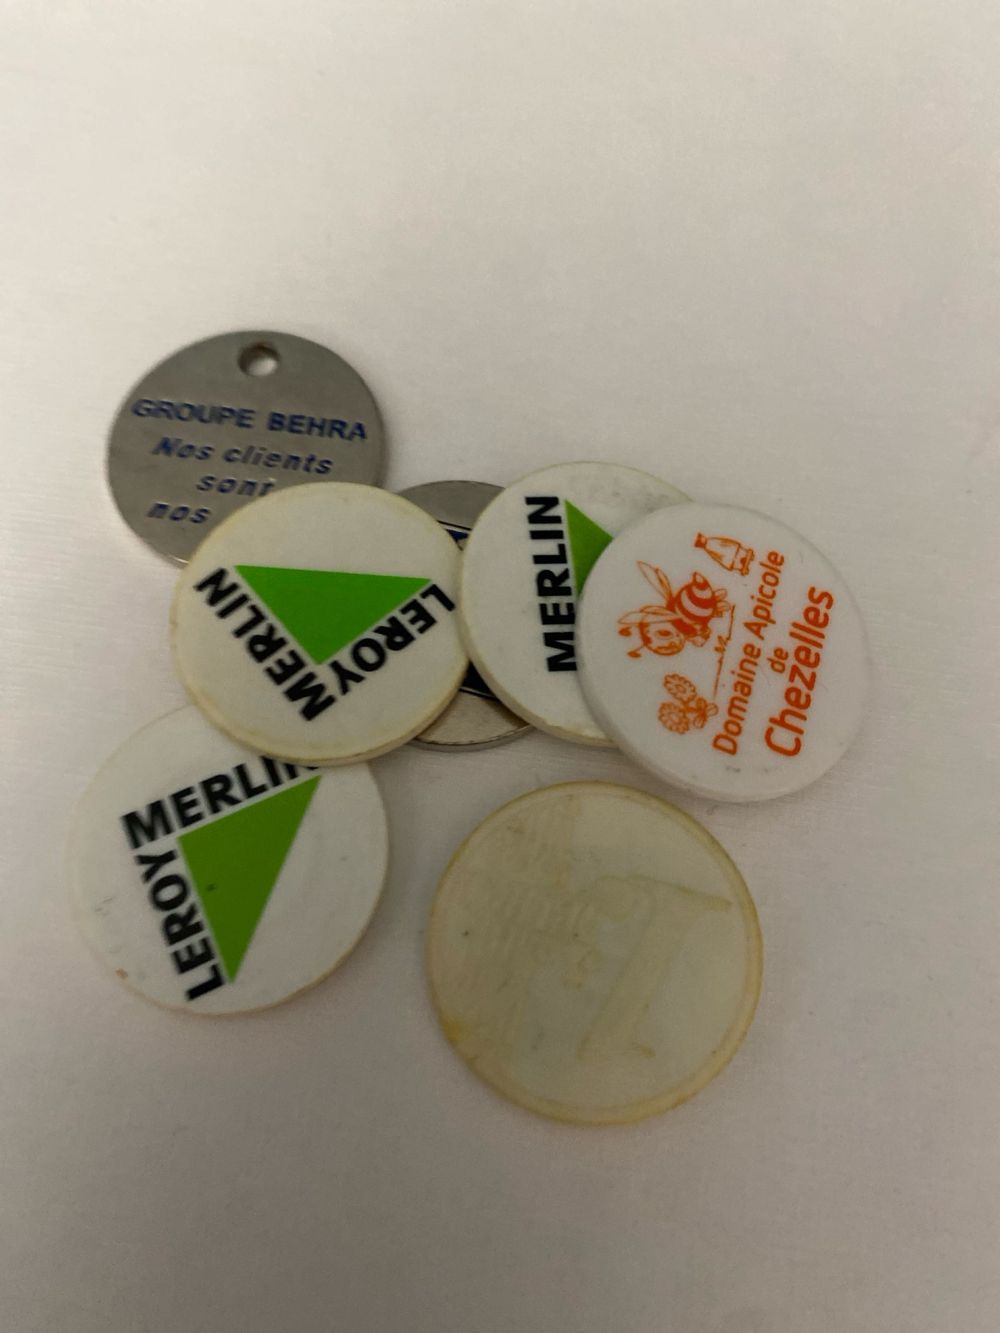 GROUPE BEHRA
Nos clients
sont
nos
MERLIN
LEROY
MERLIN
Domaine Apicole
de
Chezelles
LEROY
MERLIN